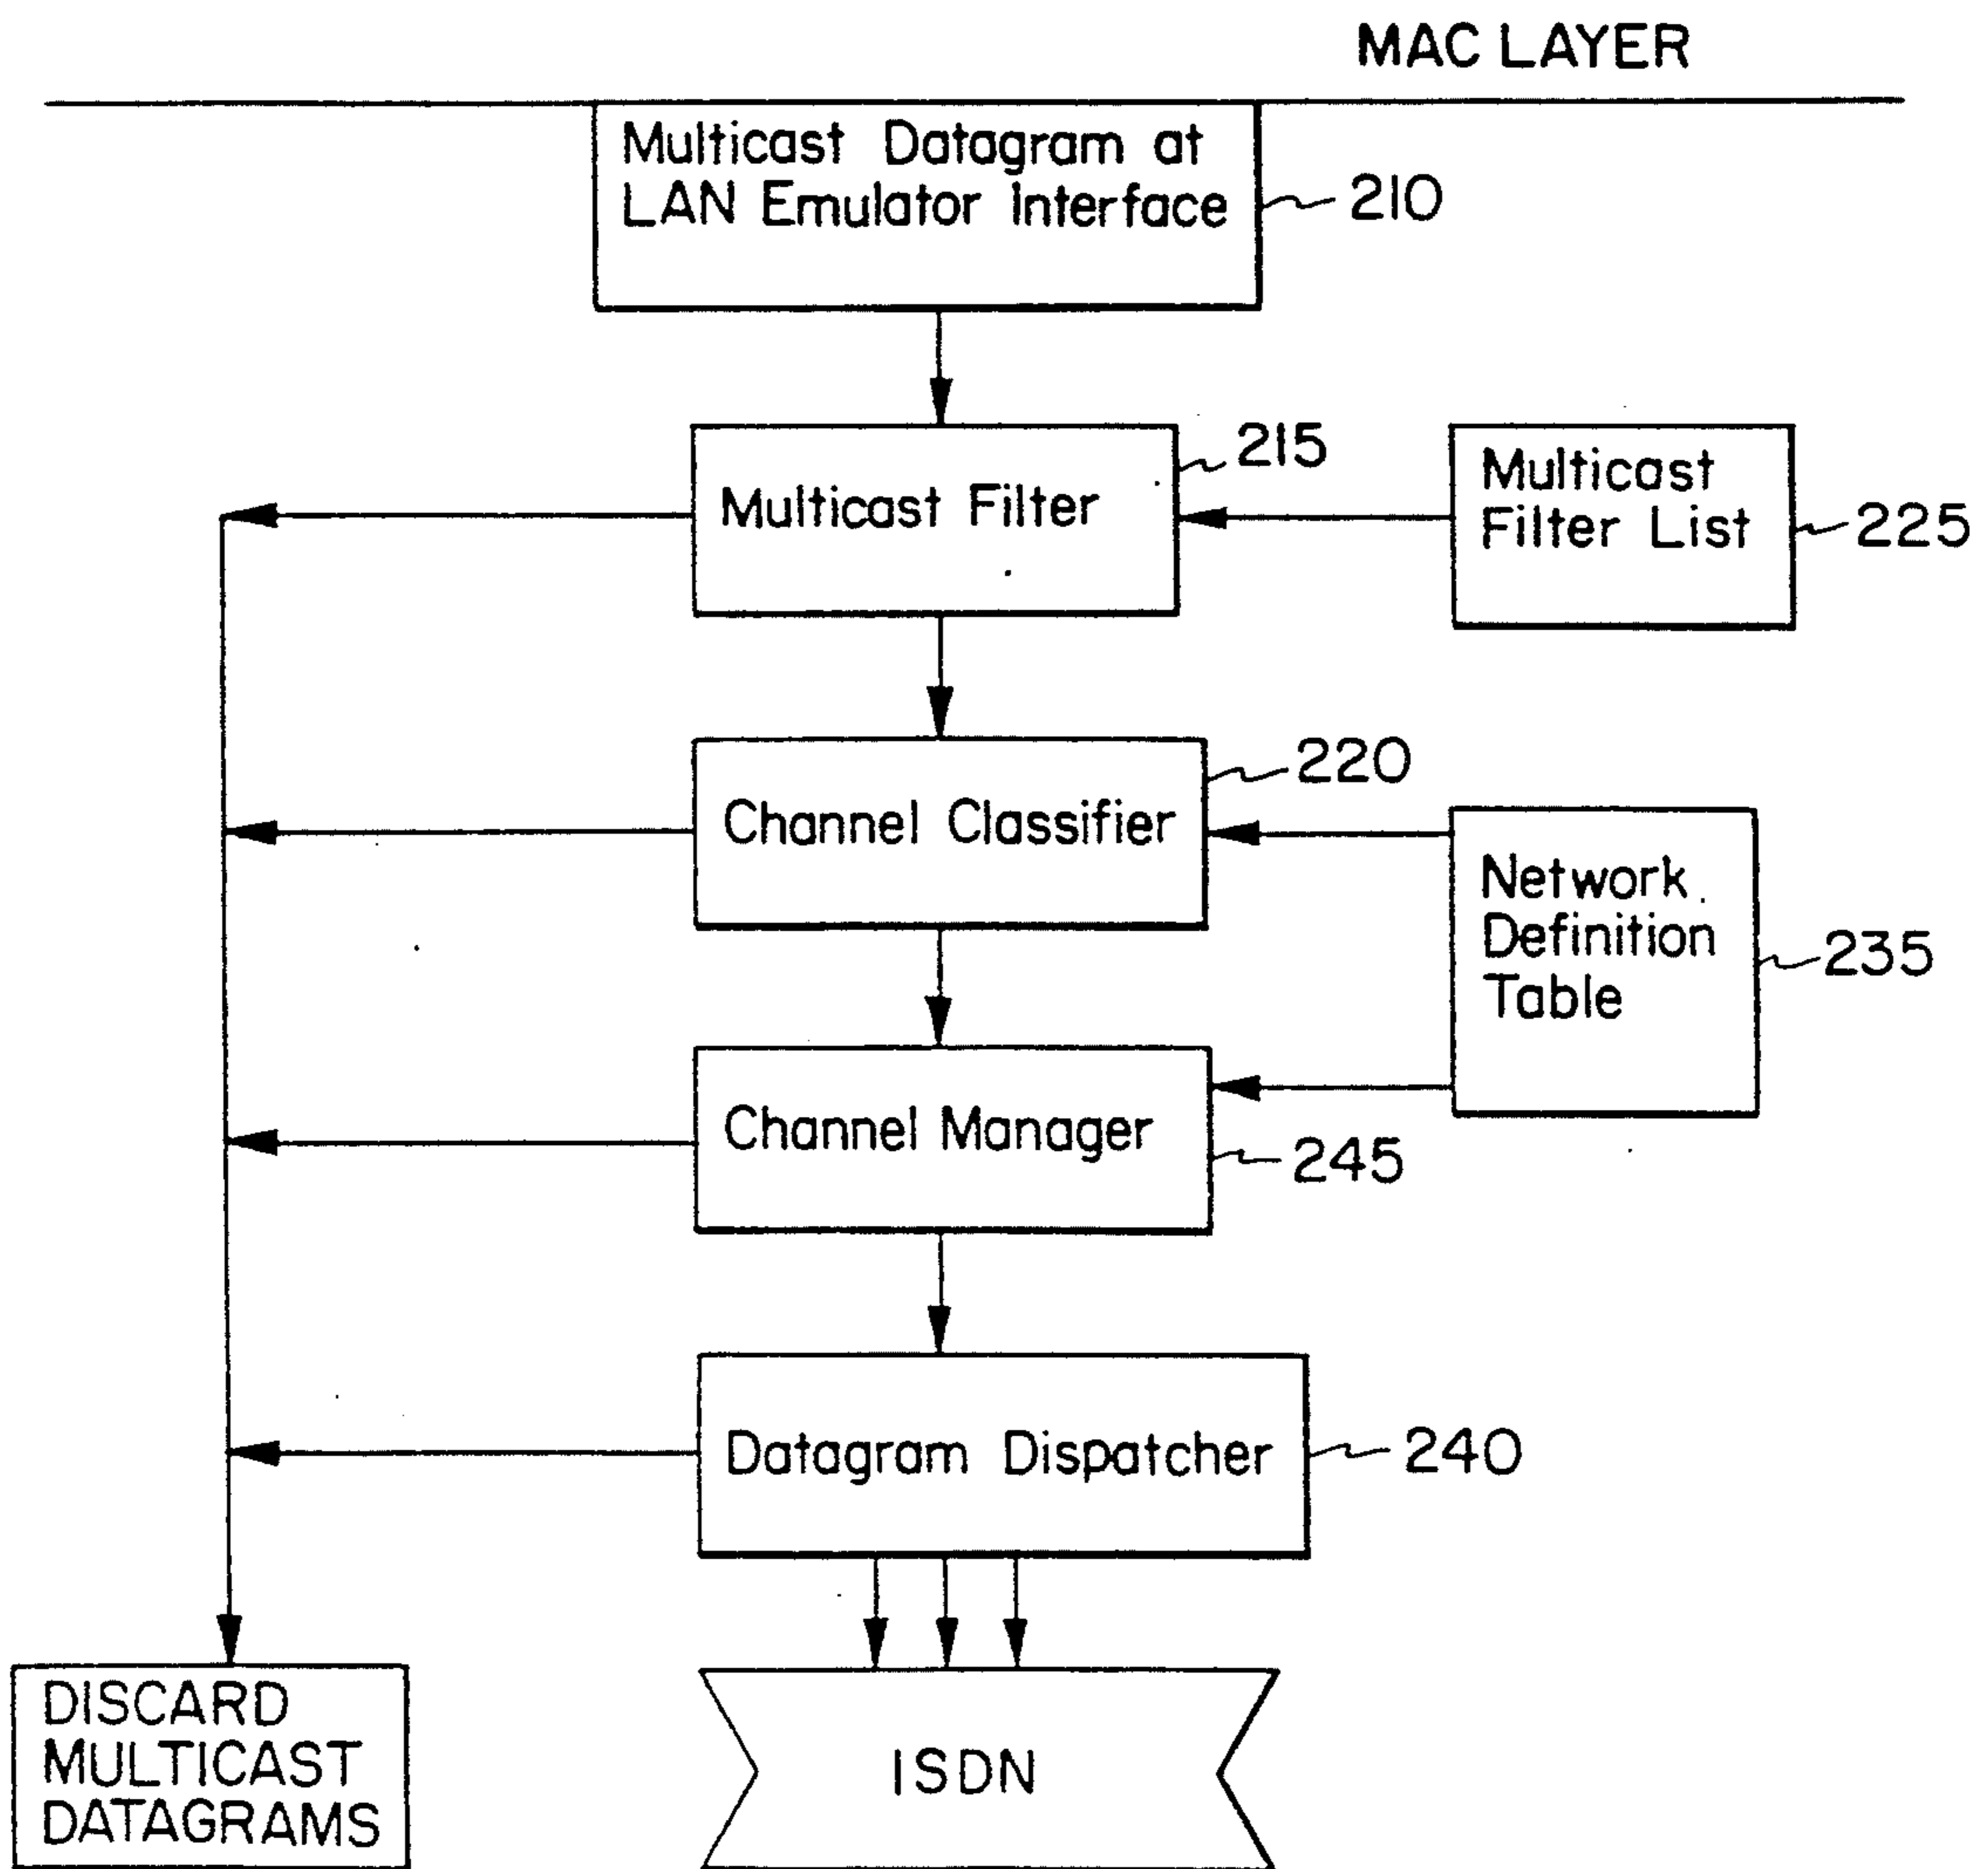 MAC LAYER
Multicast Datagram at
LAN Emulator Interface
210
215
Multicast Filter
Multicast
Filter List
225
220
Channel Classifier
Network
Definition
Table
235
Channel Manager
245
Datagram Dispatcher
240
DISCARD
MULTICAST
DATAGRAMS
ISDN